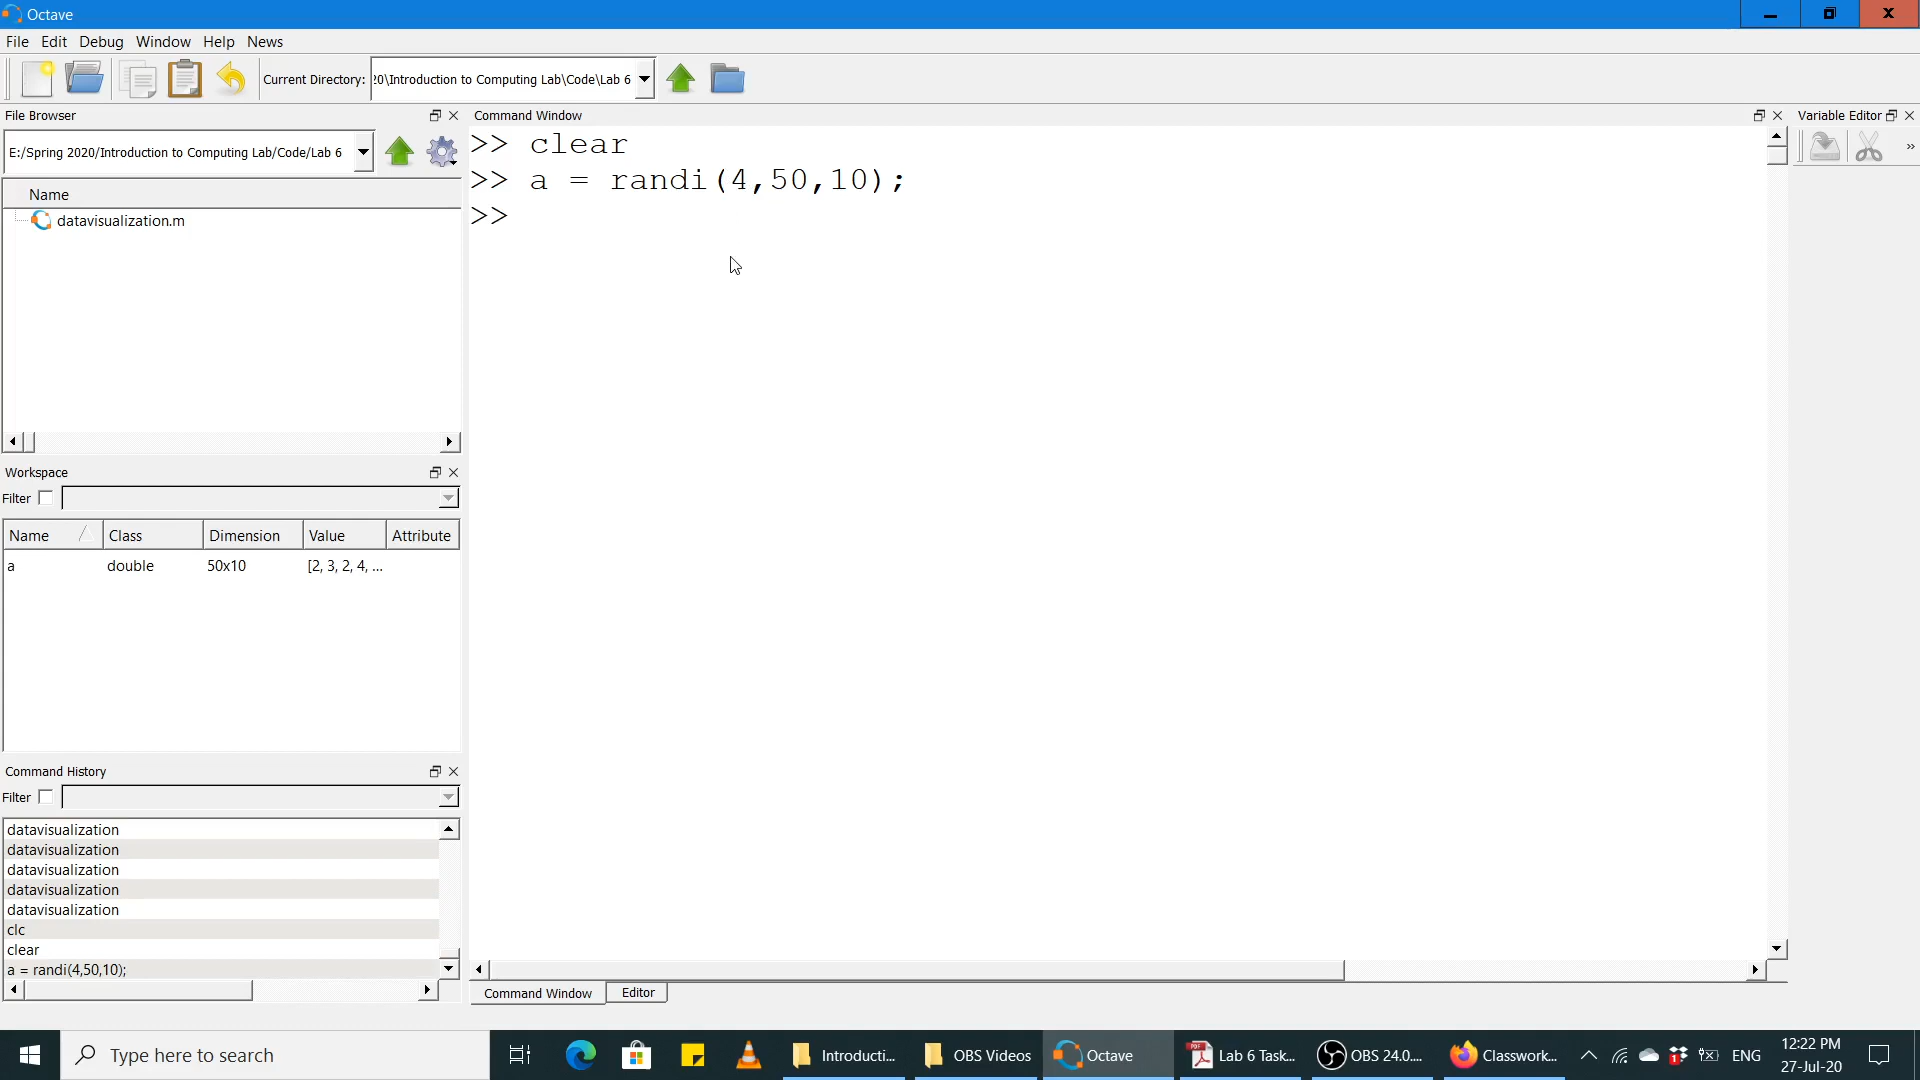 Octave
File Edit Debug Window Help News
Current Directory: 20\Introduction to Computing Lab\Code\Lab 6
File Browser
E:/Spring 2020/Introduction to Computing Lab/Code/Lab 6
Name
datavisualization.m
Workspace
Filter
Name Class Dimension Value Attribute
a double 50x10 [2, 3, 2, 4, ...
Command History
Filter
datavisualization
datavisualization
datavisualization
datavisualization
datavisualization
clc
clear
a = randi(4,50,10);
Command Window
>> clear
>> a = randi(4,50,10);
>>
Command Window Editor
Variable Editor
»
Type here to search
Introducti...
OBS Videos
Octave
Lab 6 Task...
OBS 24.0....
Classwork...
ENG
12:22 PM
27-Jul-20